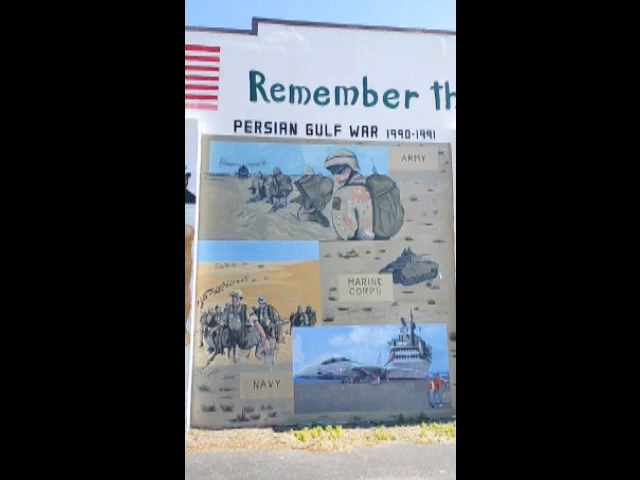 Remember th
PERSIAN GULF WAR 1990-1991
ARMY
MARINE
CORPS
NAVY